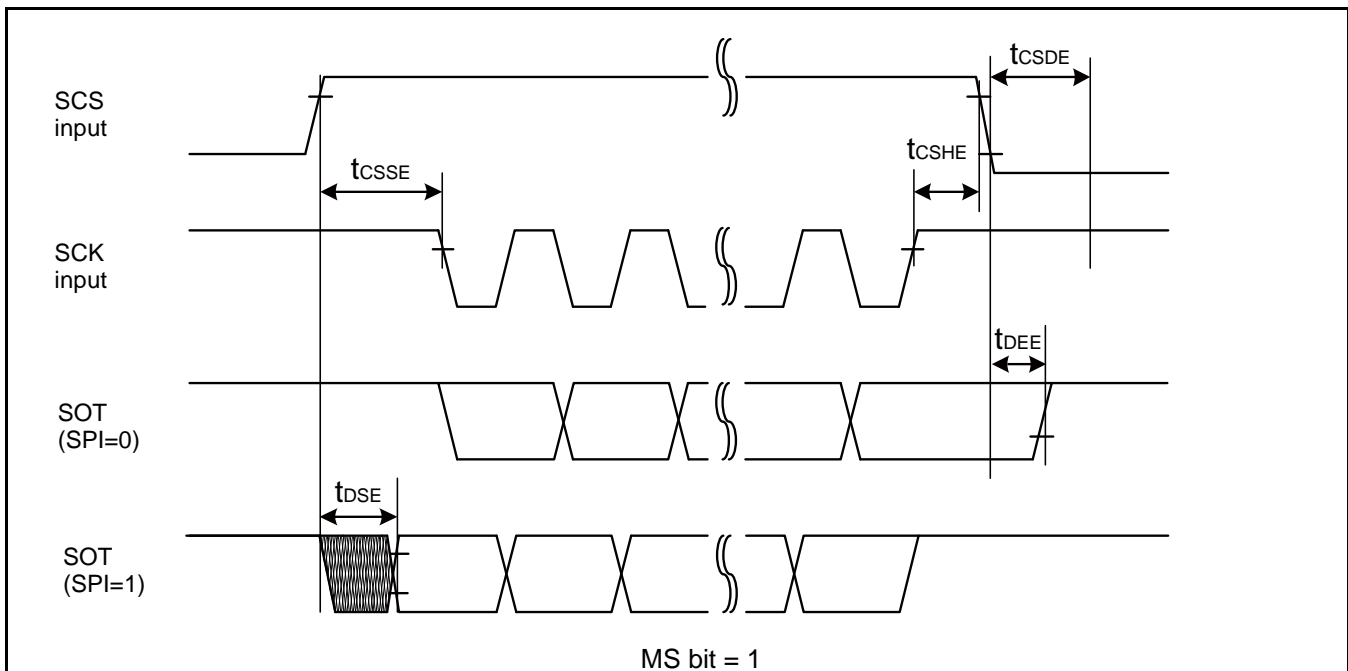 tCSDE
SCS
input
tCSHE
tCSSE
SCK
input
tDEE
SOT
(SPI=0)
tDSE
SOT
(SPI=1)
MS bit = 1